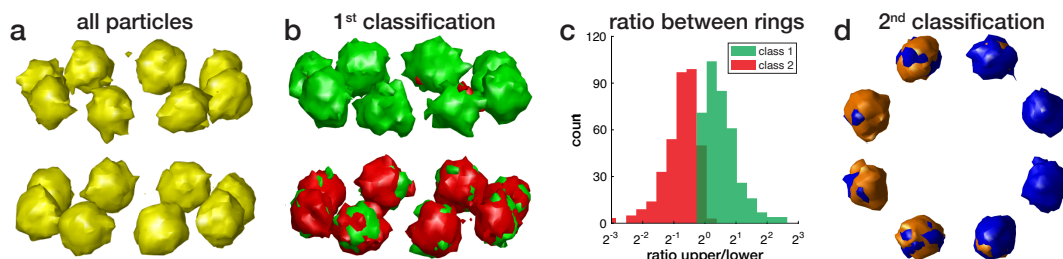 a all particles
b 1st classification
c ratio between rings
d 2nd classification
120
90
60
30
0
count
class 1
class 2
2-3 2-2 2-1 20 21 22 23
ratio upper/lower